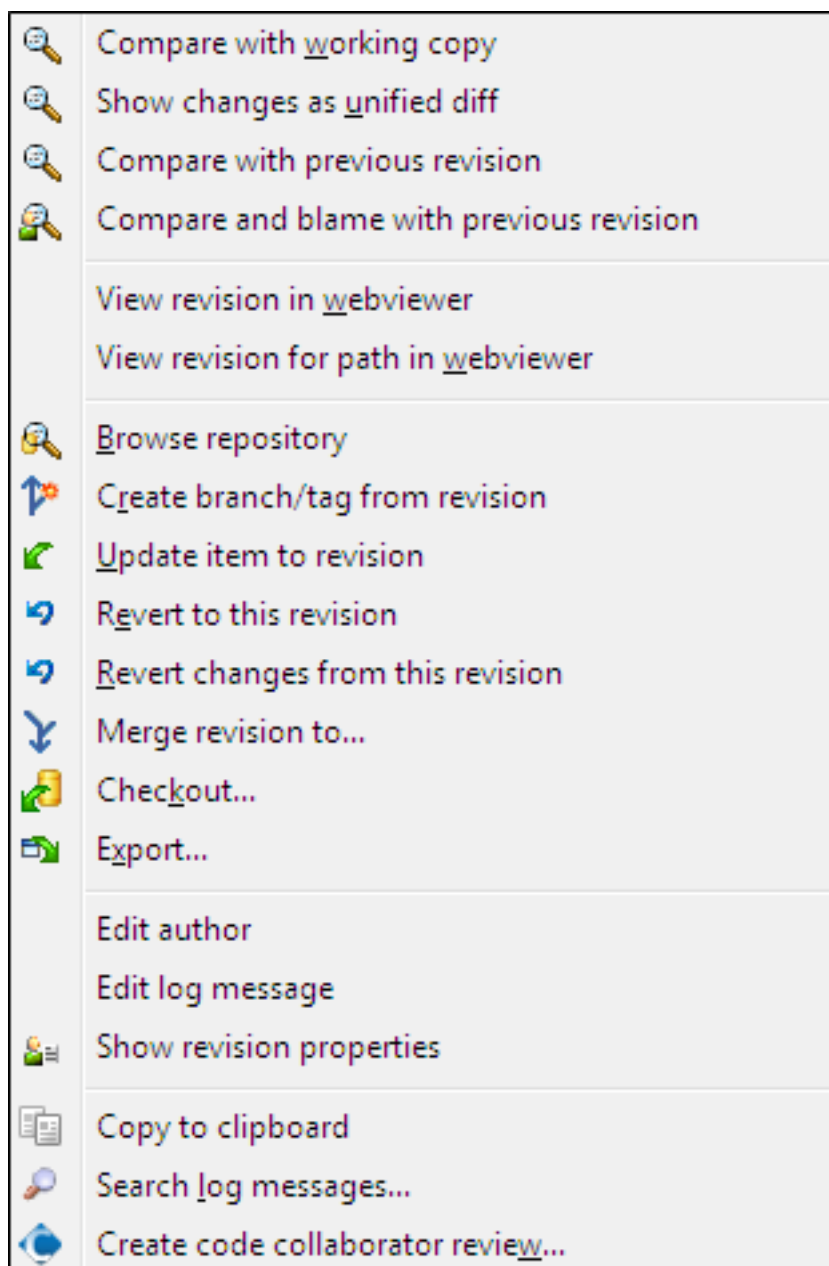 Compare with working copy
Show changes as unified diff
Compare with previous revision
Compare and blame with previous revision
View revision in webviewer
View revision for path in webviewer
Browse repository
Create branch/tag from revision
Update item to revision
Revert to this revision
Revert changes from this revision
Merge revision to...
Checkout...
Export...
Edit author
Edit log message
Show revision properties
Copy to clipboard
Search log messages...
Create code collaborator review...